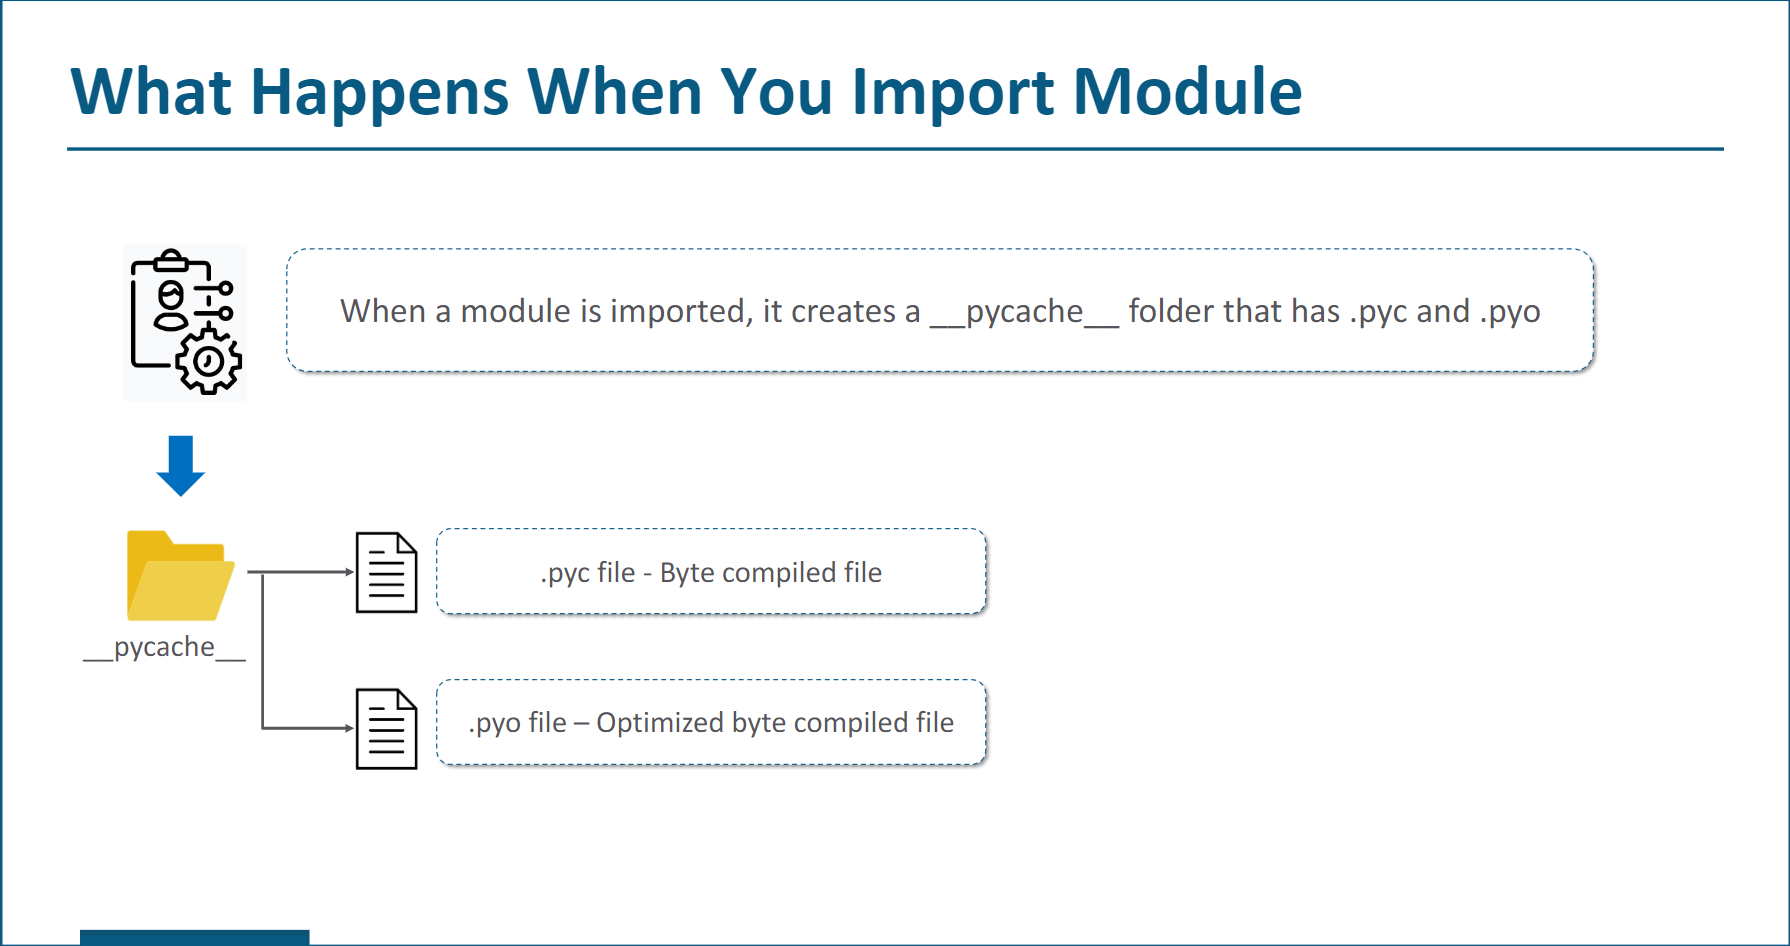 What Happens When You Import Module
When a module is imported, it creates a __pycache__ folder that has .pyc and .pyo
.pyc file - Byte compiled file
__pycache__
.pyo file – Optimized byte compiled file